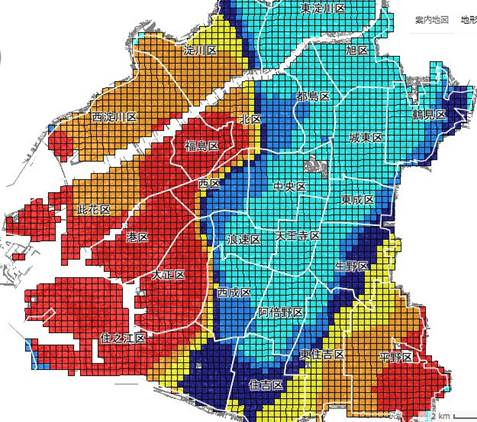 東淀川区
案内地図 地形
淀川区
旭区
都島区
西淀川区
北区
鶴見区
城東区
福島区
西区
中央区
東成区
此花区
港区
浪速区
天王寺区
大正区
生野区
西成区
阿倍野区
住之江区
東住吉区
平野区
住吉区
2 km